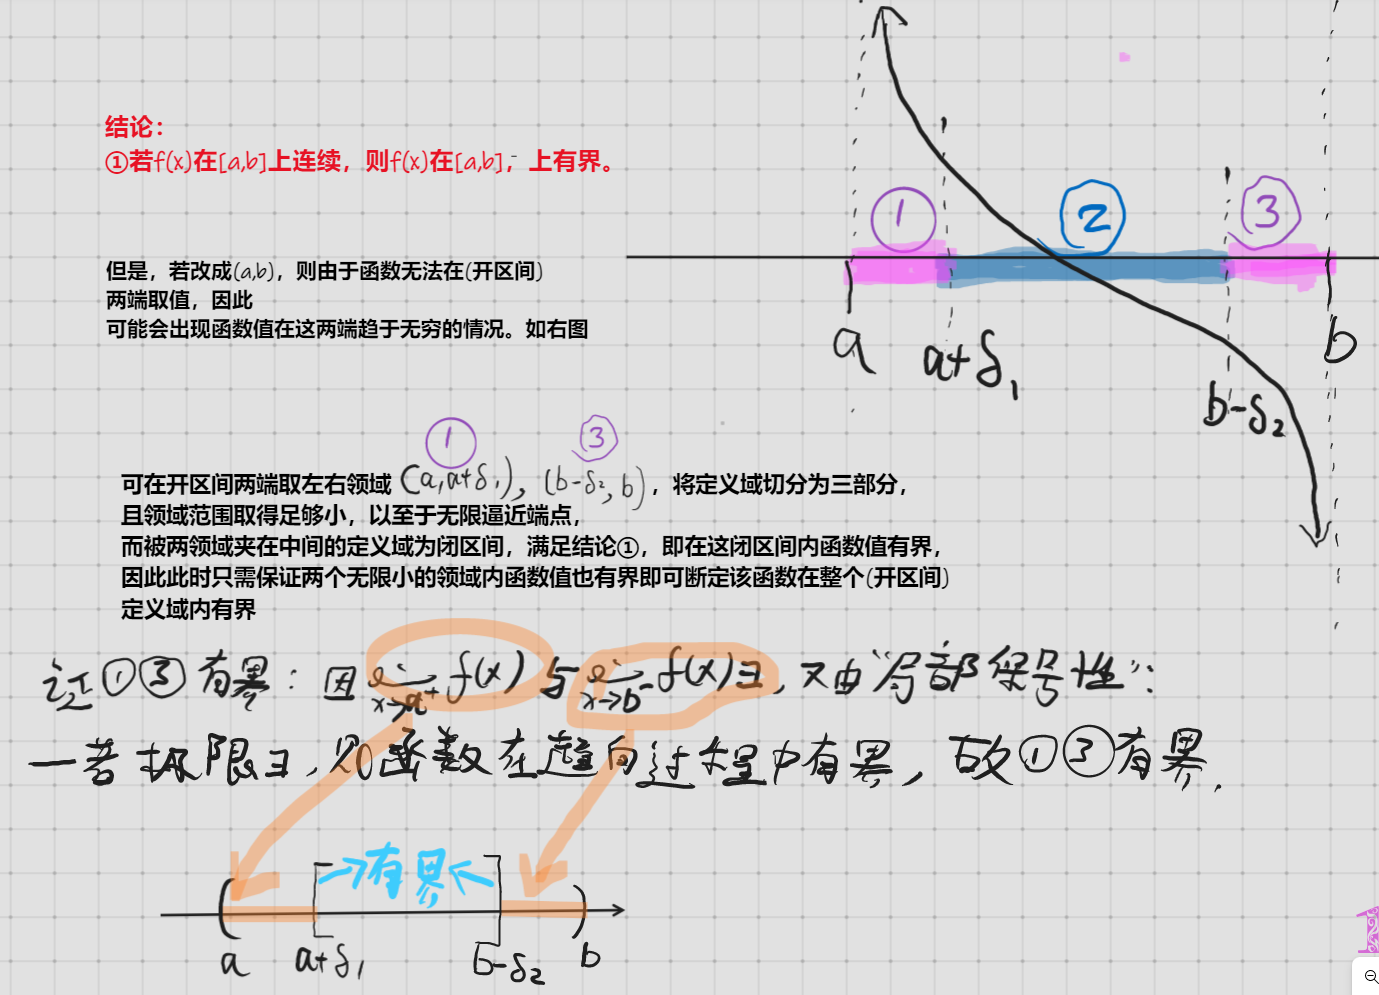 结论：
①若f(x)在[a,b]上连续，则f(x)在[a,b]，上有界。
但是，若改成(a,b)，则由于函数无法在(开区间)
两端取值，因此
可能会出现函数值在这两端趋于无穷的情况。如右图
① ② ③
a a+δ₁ b-δ₂ b
① ③
可在开区间两端取左右领域 (a,a+δ₁), (b-δ₂,b)，将定义域切分为三部分，
且领域范围取得足够小，以至于无限逼近端点，
而被两领域夹在中间的定义域为闭区间，满足结论①，即在这闭区间内函数值有界，
因此此时只需保证两个无限小的领域内函数值也有界即可断定该函数在整个(开区间)
定义域内有界
证①③有界：因 x→a⁺ f(x) 与 x→b⁻ f(x)∃, 又由“局部保号性”：
一若极限∃, 则函数在趋向过程中有界, 故①③有界.
→有界←
a a+δ₁ b-δ₂ b
1